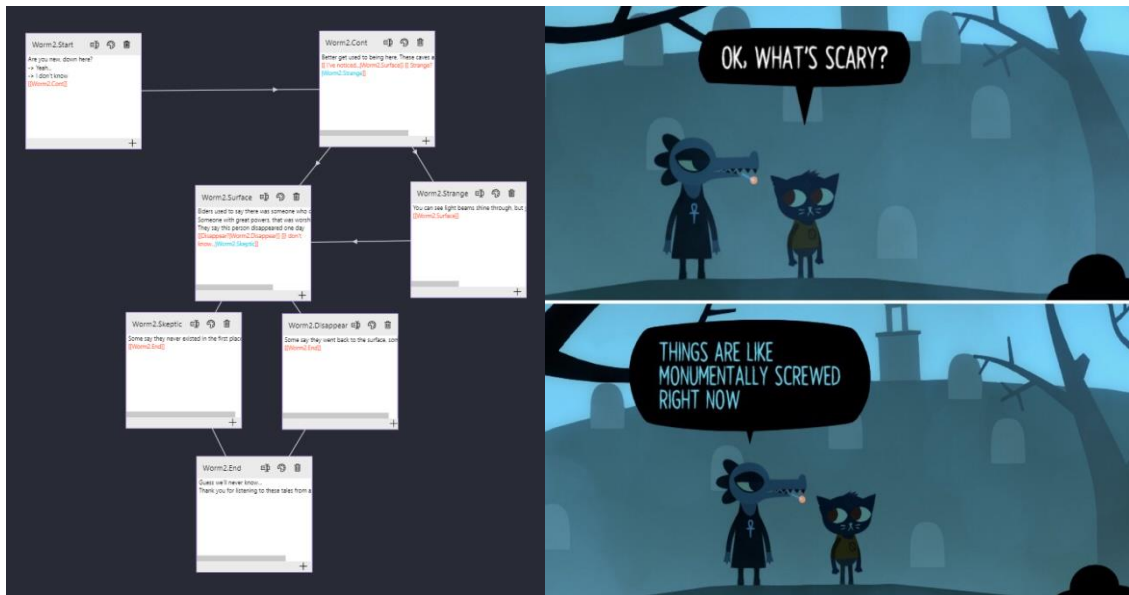 Worm2.Start
Are you new, down here?
-> Yeah..
-> I don't know
[[Worm2.Cont]]
Worm2.Cont
Better get used to being here. These caves a
[[ I've noticed..|Worm2.Surface]] [[ Strange?
|Worm2.Strange]]
Worm2.Surface
Elders used to say there was someone who c
Someone with great powers, that was worsh
They say this person disappeared one day
[[Disappear?|Worm2.Disappear]] [[I don't
know..|Worm2.Skeptic]]
Worm2.Strange
You can see light beams shine through, but y
[[Worm2.Surface]]
Worm2.Skeptic
Some say they never existed in the first plac
[[Worm2.End]]
Worm2.Disappear
Some say they went back to the surface, som
[[Worm2.End]]
Worm2.End
Guess we'll never know...
Thank you for listening to these tales from a
OK, WHAT'S SCARY?
THINGS ARE LIKE
MONUMENTALLY SCREWED
RIGHT NOW